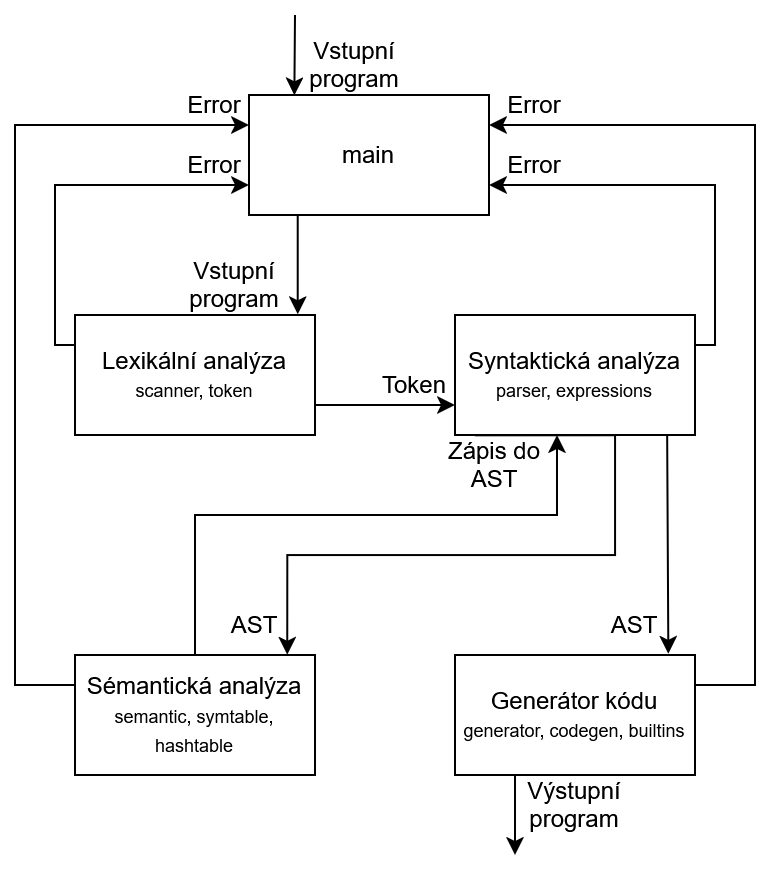 Vstupní
program
Error
Error
main
Error
Error
Vstupní
program
Lexikální analýza
scanner, token
Token
Syntaktická analýza
parser, expressions
Zápis do
AST
AST
AST
Sémantická analýza
semantic, symtable,
hashtable
Generátor kódu
generator, codegen, builtins
Výstupní
program